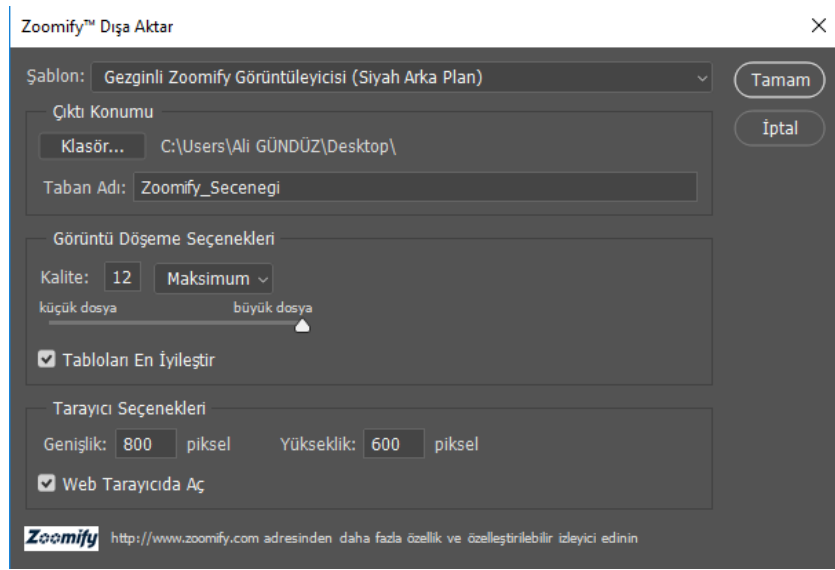 Zoomify™ Dışa Aktar
Şablon: Gezginli Zoomify Görüntüleyicisi (Siyah Arka Plan)
Tamam
İptal
Çıktı Konumu
Klasör... C:\Users\Ali GÜNDÜZ\Desktop\
Taban Adı: Zoomify_Secenegi
Görüntü Döşeme Seçenekleri
Kalite: 12 Maksimum
küçük dosya büyük dosya
Tabloları En İyileştir
Tarayıcı Seçenekleri
Genişlik: 800 piksel Yükseklik: 600 piksel
Web Tarayıcıda Aç
Zoomify http://www.zoomify.com adresinden daha fazla özellik ve özelleştirilebilir izleyici edinin